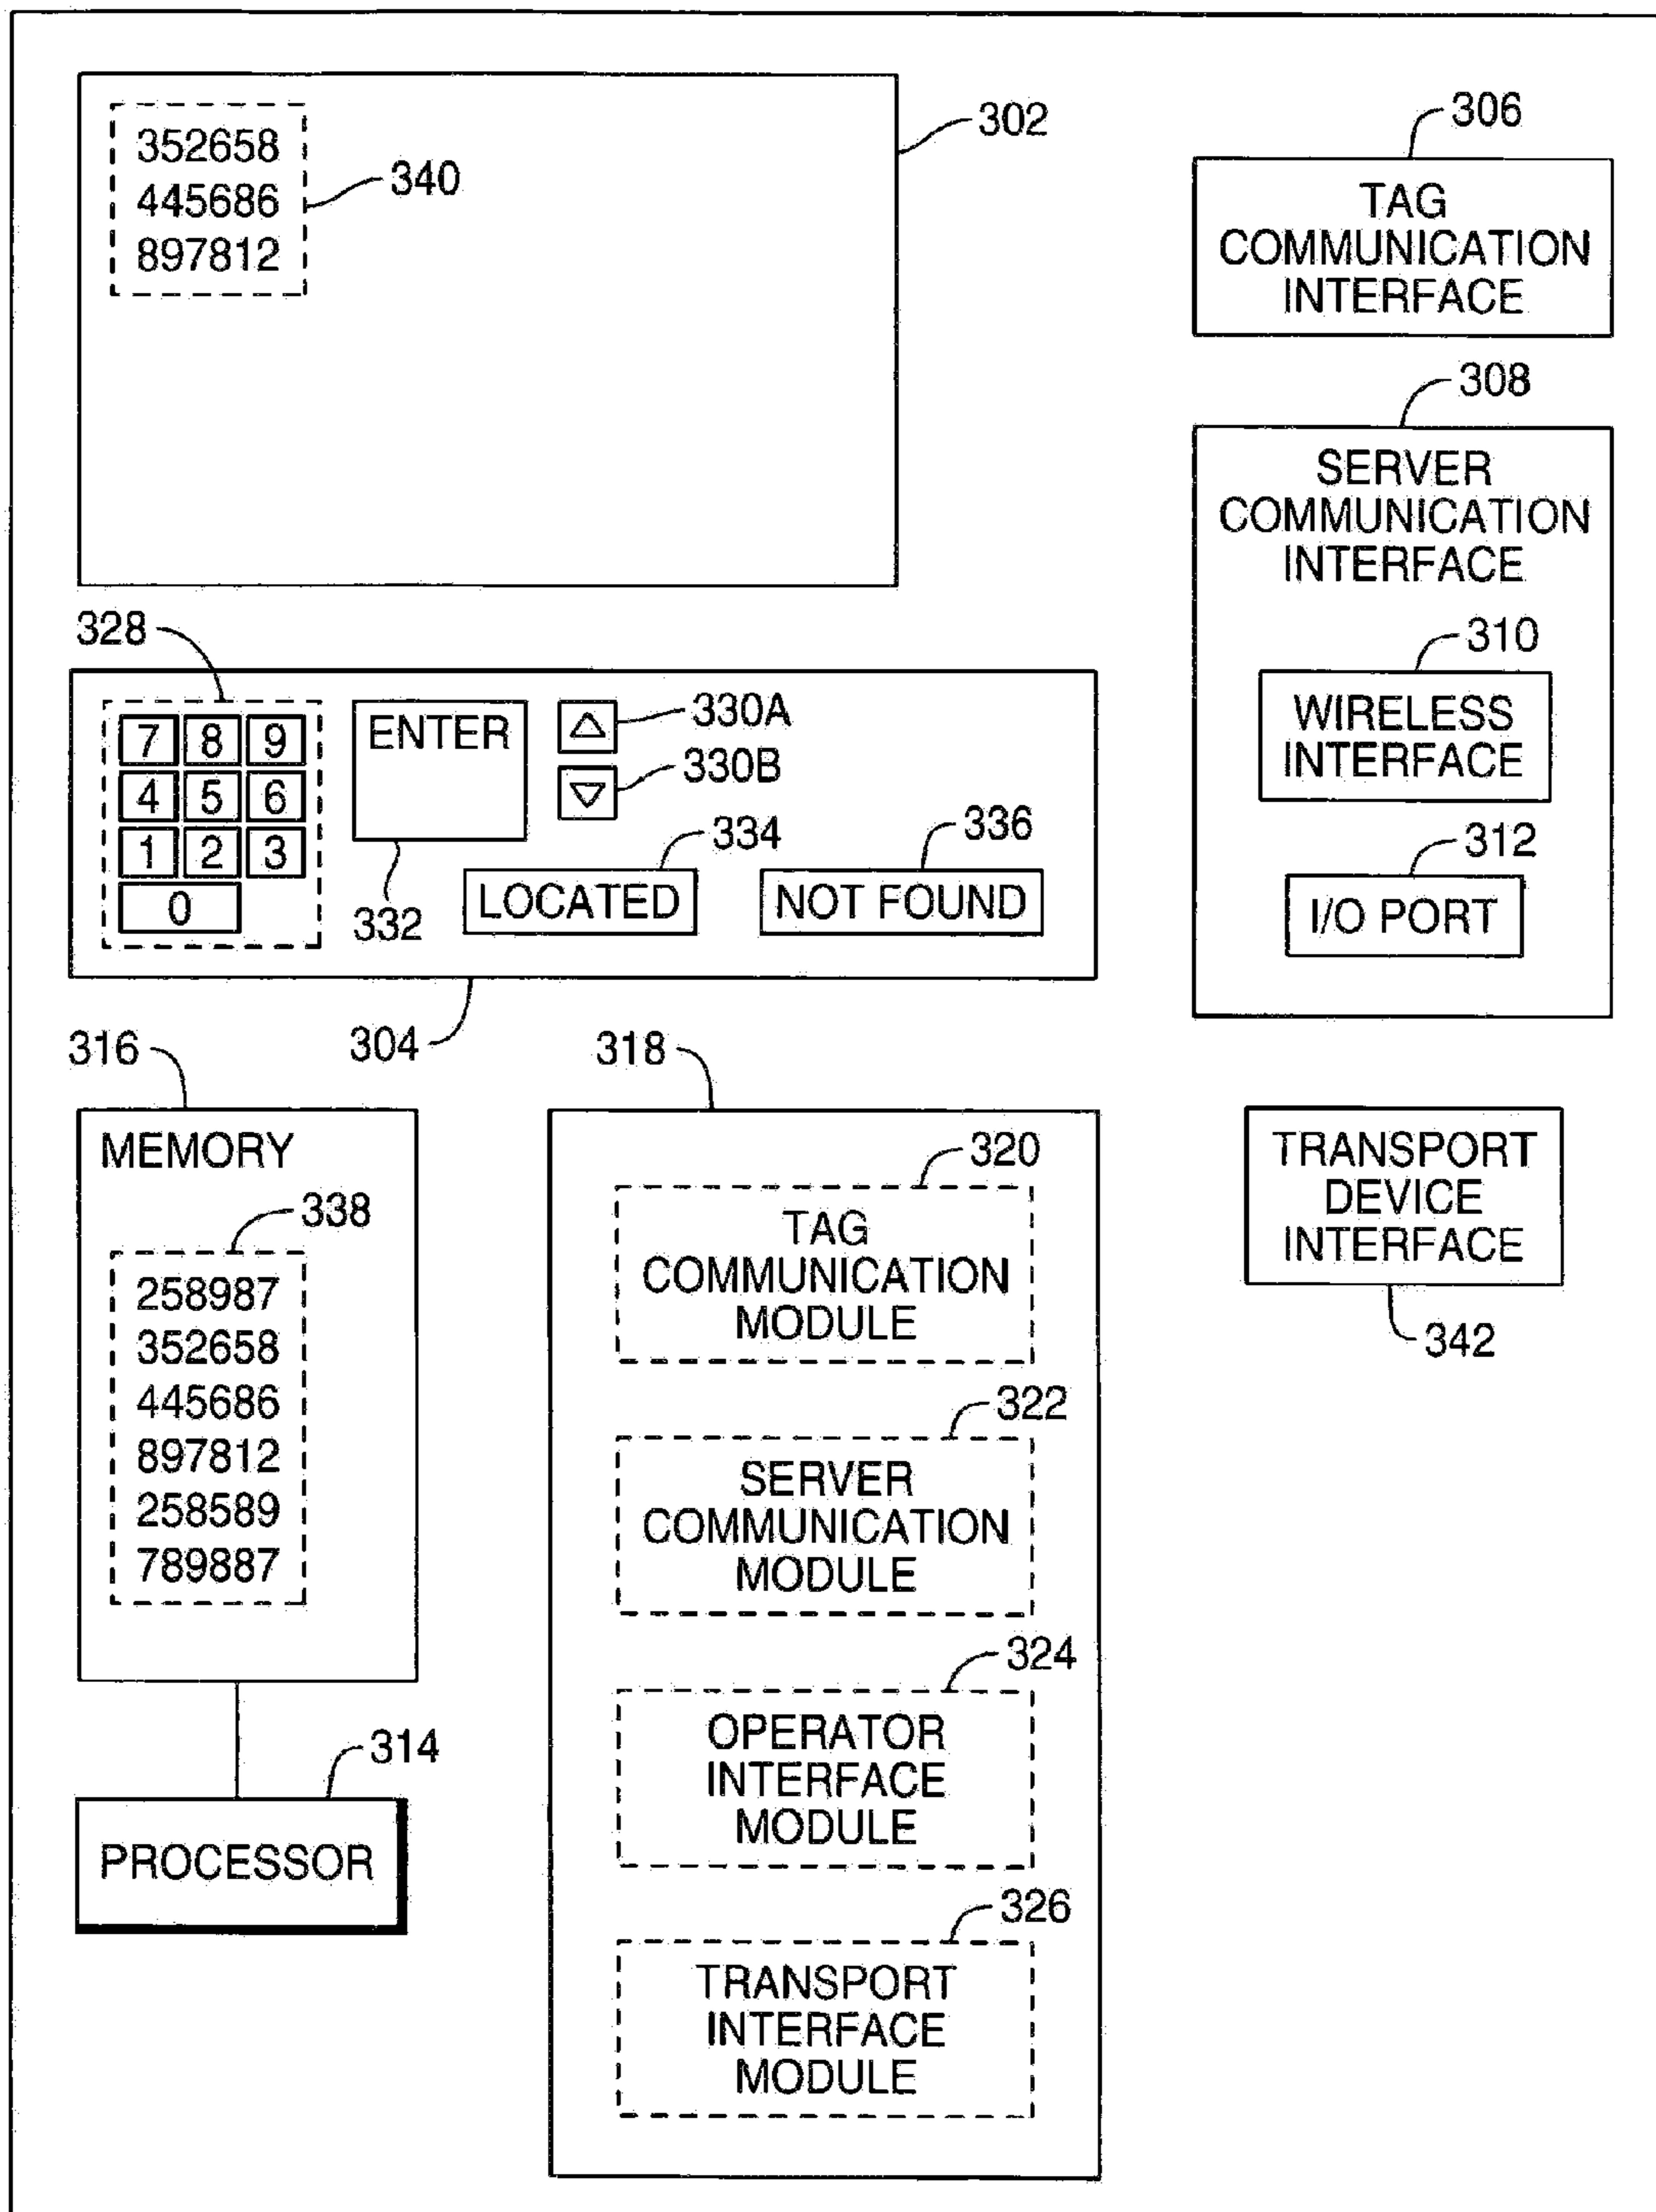 352658
445686
897812
340
302
306
TAG
COMMUNICATION
INTERFACE
308
SERVER
COMMUNICATION
INTERFACE
310
WIRELESS
INTERFACE
312
I/O PORT
328
7 8 9
4 5 6
1 2 3
0
ENTER
332
330A
330B
334
LOCATED
336
NOT FOUND
304
316
MEMORY
338
258987
352658
445686
897812
258589
789887
314
PROCESSOR
318
320
TAG
COMMUNICATION
MODULE
322
SERVER
COMMUNICATION
MODULE
324
OPERATOR
INTERFACE
MODULE
326
TRANSPORT
INTERFACE
MODULE
TRANSPORT
DEVICE
INTERFACE
342